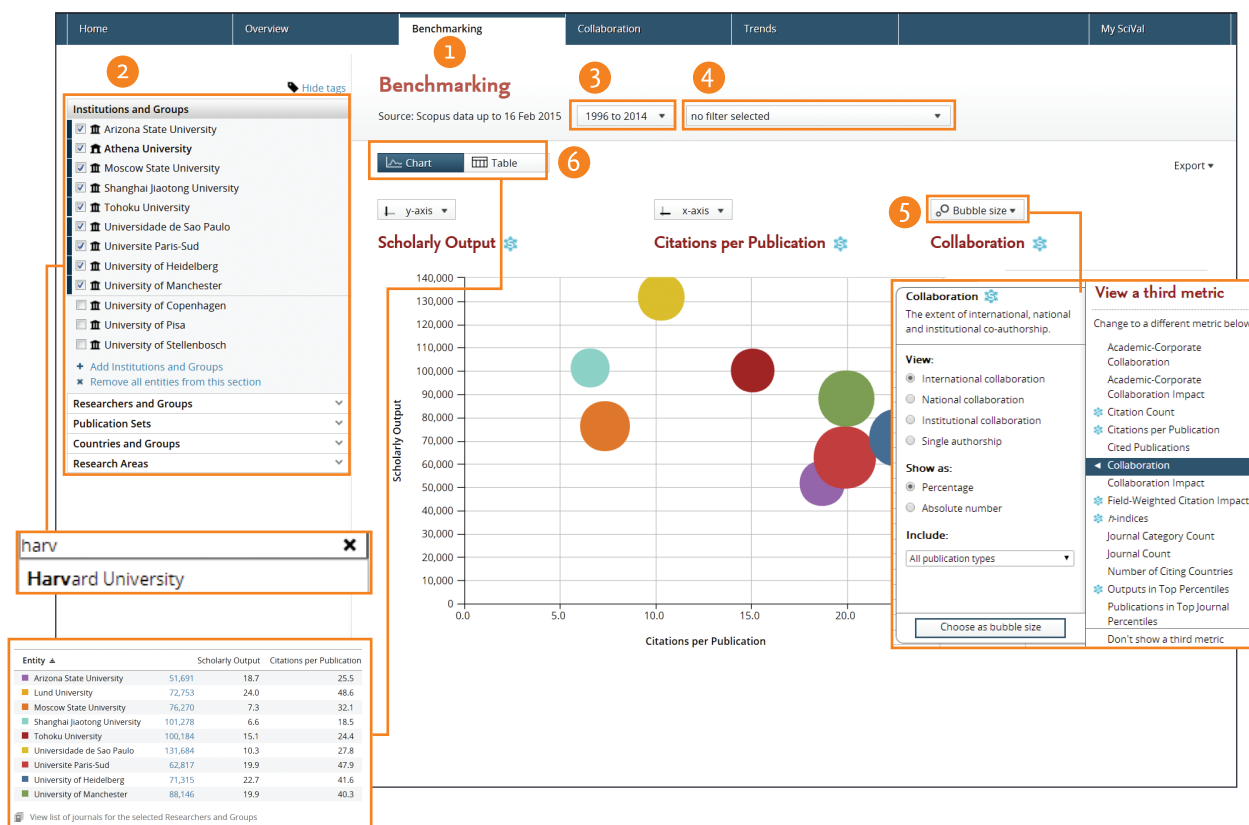 Home Overview Benchmarking Collaboration Trends My SciVal
1
2
Hide tags
Institutions and Groups
Arizona State University
Athena University
Moscow State University
Shanghai Jiaotong University
Tohoku University
Universidade de Sao Paulo
Universite Paris-Sud
University of Heidelberg
University of Manchester
University of Copenhagen
University of Pisa
University of Stellenbosch
Add Institutions and Groups
Remove all entities from this section
Researchers and Groups
Publication Sets
Countries and Groups
Research Areas
harv
Harvard University
Benchmarking
3
4
Source: Scopus data up to 16 Feb 2015 1996 to 2014 no filter selected
Chart Table
6
Export
y-axis x-axis
5
Bubble size
Scholarly Output Citations per Publication Collaboration
140,000
130,000
120,000
110,000
100,000
90,000
80,000
70,000
60,000
50,000
40,000
30,000
20,000
10,000
0
Scholarly Output
0.0 5.0 10.0 15.0 20.0
Citations per Publication
Collaboration
The extent of international, national
and institutional co-authorship.
View:
International collaboration
National collaboration
Institutional collaboration
Single authorship
Show as:
Percentage
Absolute number
Include:
All publication types
Choose as bubble size
View a third metric
Change to a different metric below
Academic-Corporate
Collaboration
Academic-Corporate
Collaboration Impact
Citation Count
Citations per Publication
Cited Publications
Collaboration
Collaboration Impact
Field-Weighted Citation Impact
h-indices
Journal Category Count
Journal Count
Number of Citing Countries
Outputs in Top Percentiles
Publications in Top Journal
Percentiles
Don't show a third metric
Entity Scholarly Output Citations per Publication
Arizona State University 51,691 18.7 25.5
Lund University 72,753 24.0 48.6
Moscow State University 76,270 7.3 32.1
Shanghai Jiaotong University 101,278 6.6 18.5
Tohoku University 100,184 15.1 24.4
Universidade de Sao Paulo 131,684 10.3 27.8
Universite Paris-Sud 62,817 19.9 47.9
University of Heidelberg 71,315 22.7 41.6
University of Manchester 88,146 19.9 40.3
View list of journals for the selected Researchers and Groups